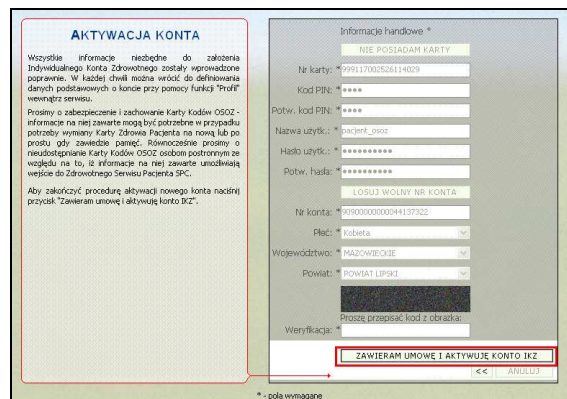 AKTYWACJA KONTA
Wszystkie informacje niezbędne do założenia
Indywidualnego Konta Zdrowotnego zostały wprowadzone
poprawnie. W każdej chwili można wrócić do definiowania
danych podstawowych o koncie przy pomocy funkcji "Profil"
wewnątrz serwisu.
Prosimy o zabezpieczenie i zachowanie Karty Kodów OSOZ -
informacje na niej zawarte mogą być potrzebne w przypadku
potrzeby wymiany Karty Zdrowia Pacjenta na nową lub po
prostu gdy zawiedzie pamięć. Równocześnie prosimy o
nieudostępnianie Karty Kodów OSOZ osobom postronnym ze
względu na to, iż informacje na niej zawarte umożliwiają
wejście do Zdrowotnego Serwisu Pacjenta SPC.
Aby zakończyć procedurę aktywacji nowego konta naciśnij
przycisk "Zawieram umowę i aktywuję konto IKZ".
Informacje handlowe *
NIE POSIADAM KARTY
Nr karty: * 999117002526114029
Kod PIN: * ••••
Potw. kod PIN: * ••••
Nazwa użytk.: * pacjent_osoz
Hasło użytk.: * ••••••••••
Potw. hasła: * ••••••••••
LOSUJ WOLNY NR KONTA
Nr konta: * 90900000000044137322
Płeć: * Kobieta
Województwo: * MAZOWIECKIE
Powiat: * POWIAT LIPSKI
Proszę przepisać kod z obrazka:
Weryfikacja: *
ZAWIERAM UMOWĘ I AKTYWUJĘ KONTO IKZ
<< ANULUJ
* - pola wymagane